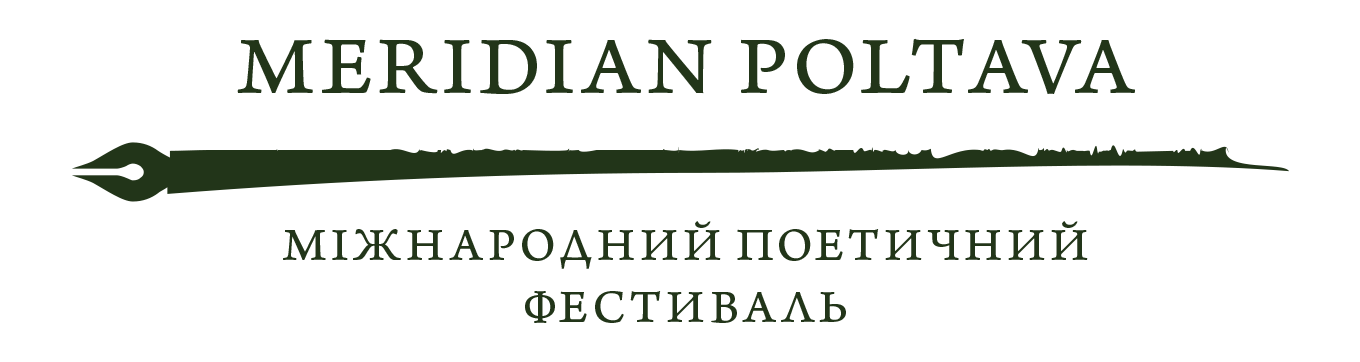 MERIDIAN POLTAVA
МІЖНАРОДНИЙ ПОЕТИЧНИЙ
ФЕСТИВАЛЬ